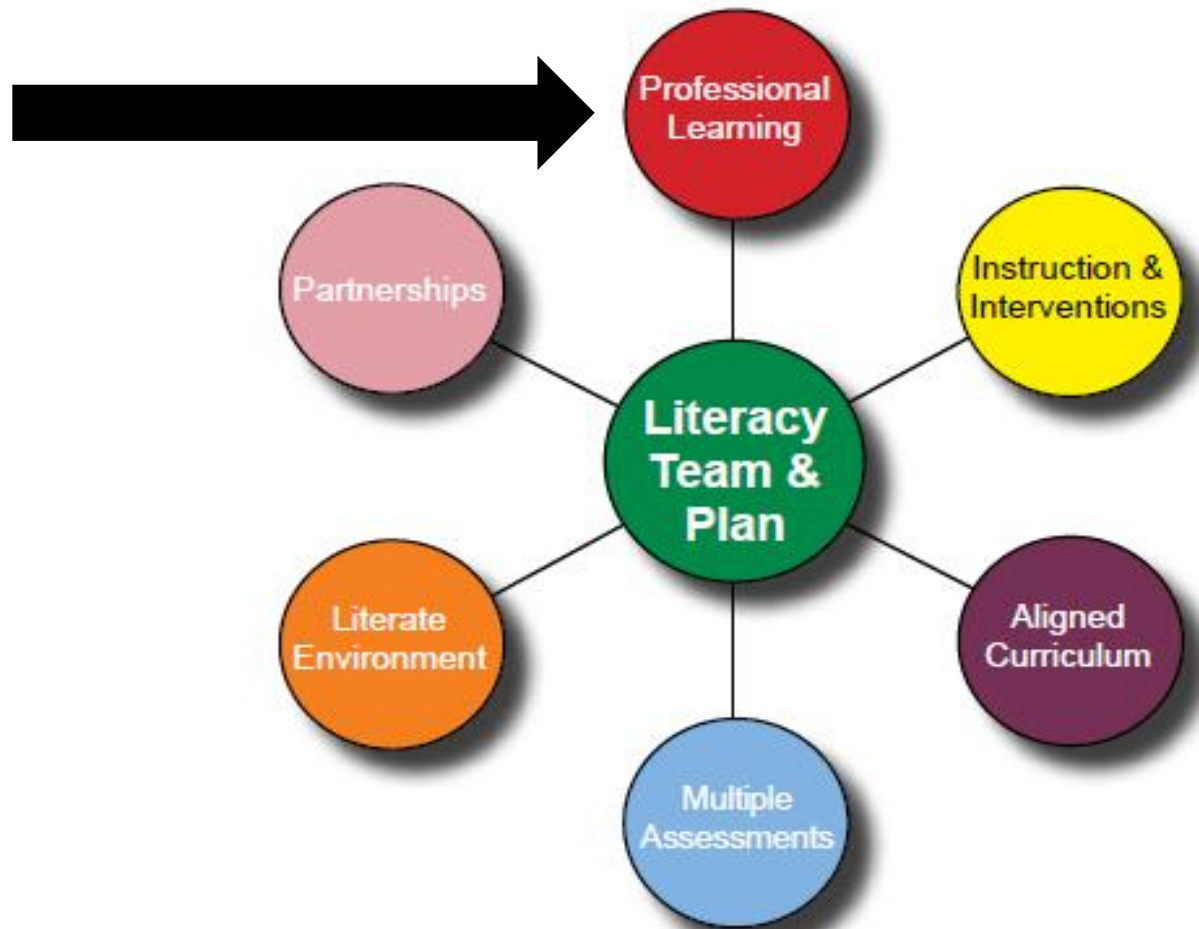 Professional
Learning
Partnerships
Instruction &
Interventions
Literacy
Team &
Plan
Literate
Environment
Aligned
Curriculum
Multiple
Assessments